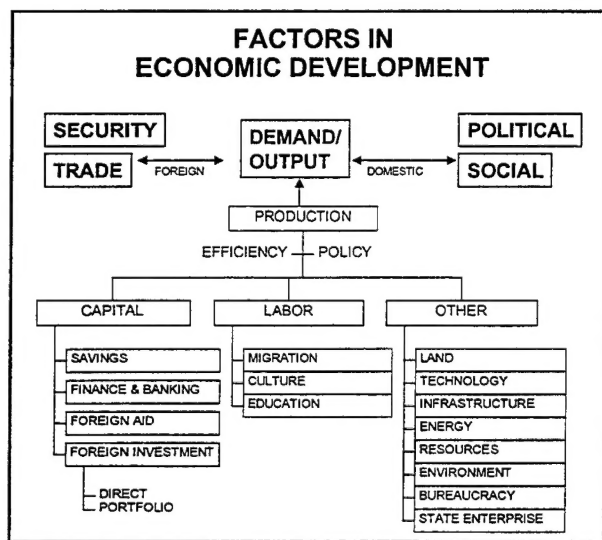 FACTORS IN
ECONOMIC DEVELOPMENT
SECURITY
TRADE
FOREIGN
DEMAND/
OUTPUT
DOMESTIC
POLITICAL
SOCIAL
PRODUCTION
EFFICIENCY
POLICY
CAPITAL
SAVINGS
FINANCE & BANKING
FOREIGN AID
FOREIGN INVESTMENT
DIRECT
PORTFOLIO
LABOR
MIGRATION
CULTURE
EDUCATION
OTHER
LAND
TECHNOLOGY
INFRASTRUCTURE
ENERGY
RESOURCES
ENVIRONMENT
BUREAUCRACY
STATE ENTERPRISE